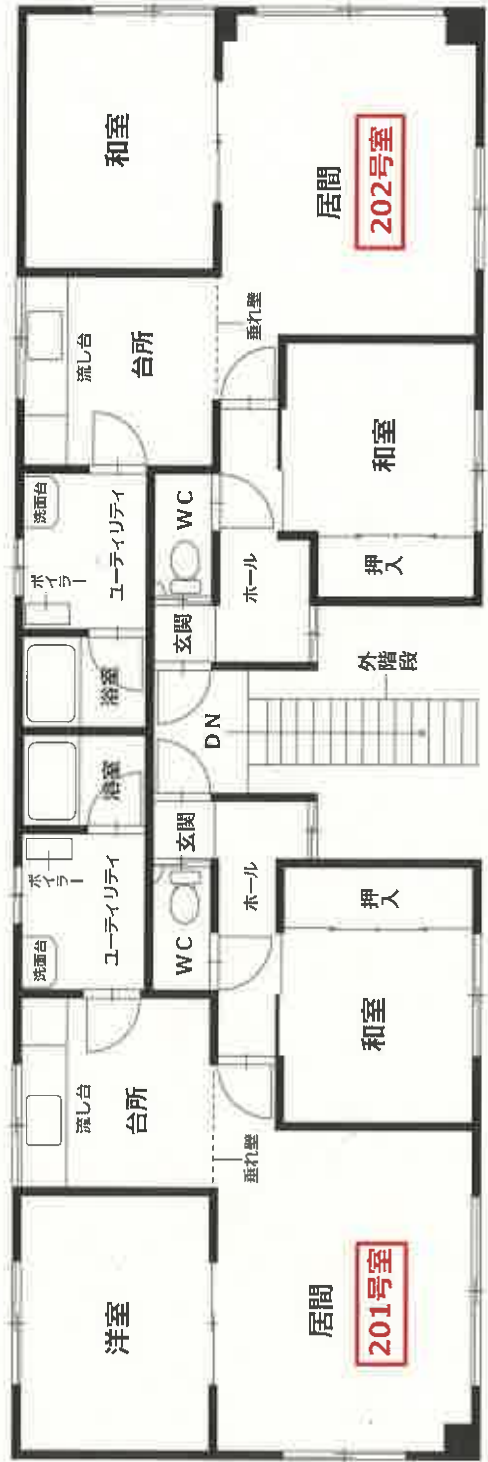 洋室
流し台
台所
垂れ壁
居間
201号室
洗面台
ボイラー
ユーティリティ
浴室
WC
玄関
ホール
和室
押入
DN
外階段
浴室
ボイラー
洗面台
ユーティリティ
玄関
WC
ホール
押入
和室
流し台
台所
垂れ壁
和室
居間
202号室